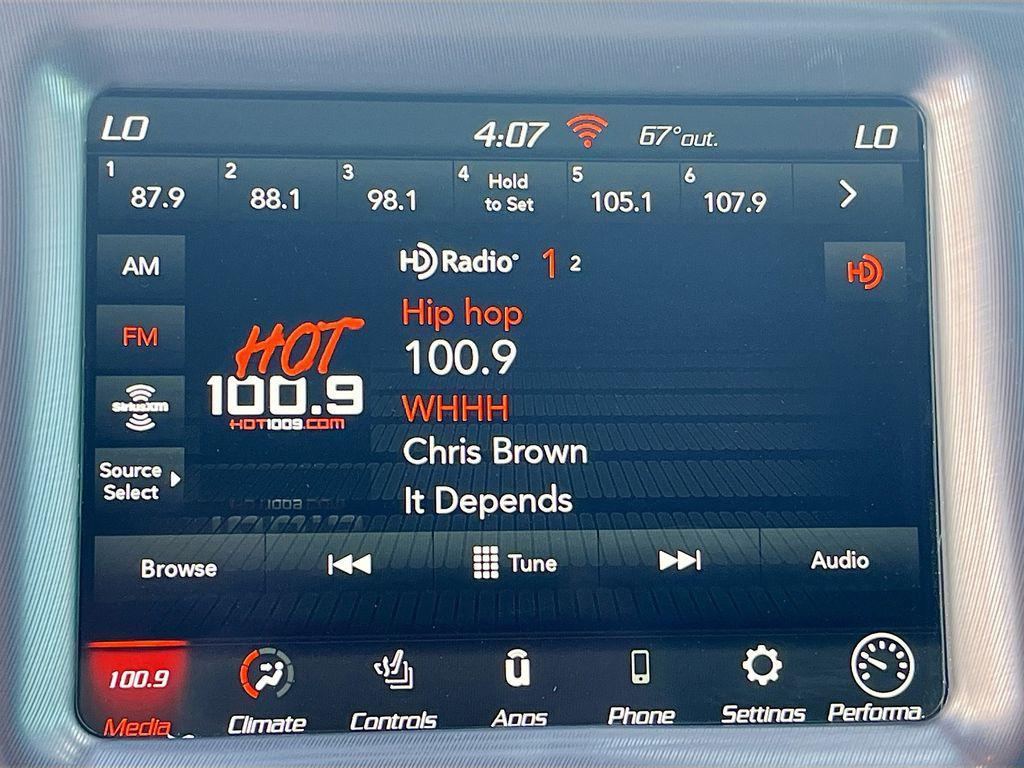 LO 4:07 67° out. LO
1 87.9 2 88.1 3 98.1 4 Hold to Set 5 105.1 6 107.9
HD Radio 1 2
HD
AM
FM
SiriusXm
Source
Select
HOT
100.9
HOT1009.COM
Hip hop
100.9
WHHH
Chris Brown
It Depends
Browse Tune Audio
100.9
Media Climate Controls Apps Phone Settings Performa.